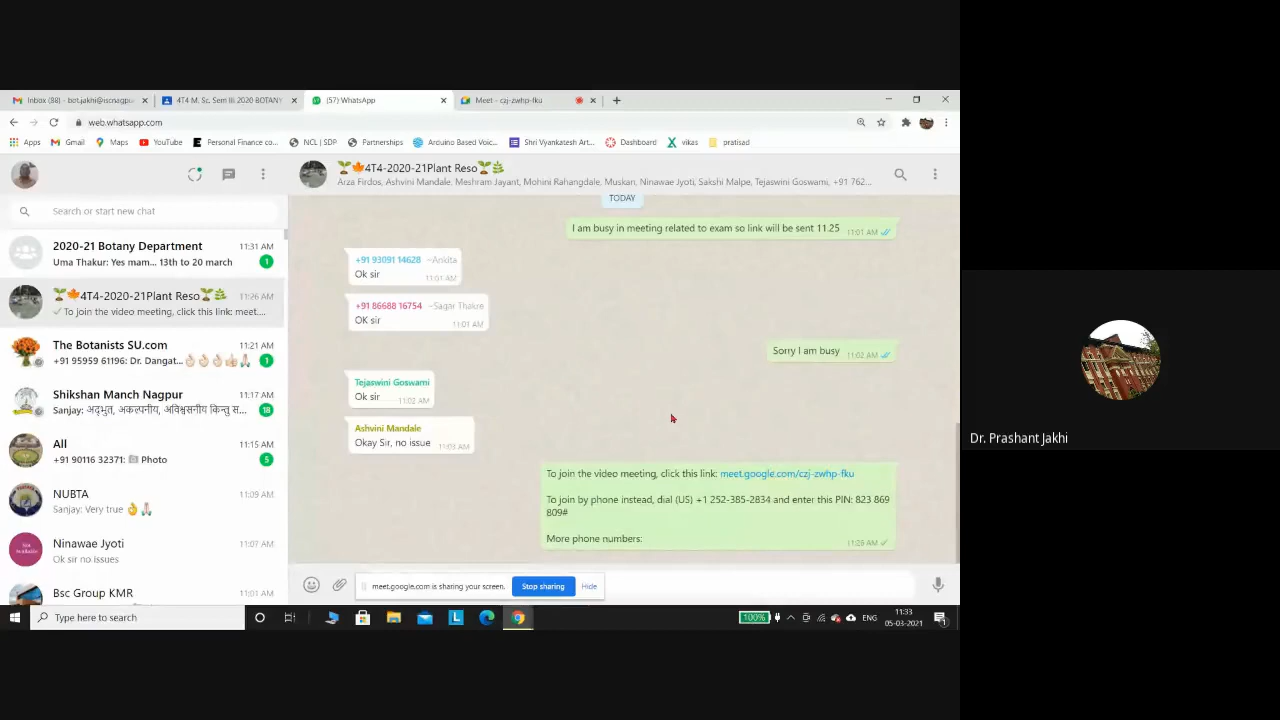 Inbox (88) - bot.jakhi@iscnagpu
4T4 M. Sc. Sem III 2020 BOTANY
(57) WhatsApp
Meet - czj-zwhp-fku
web.whatsapp.com
Apps
Gmail
Maps
YouTube
Personal Finance co...
NCL | SDP
Partnerships
Arduino Based Voic...
Shri Vyankatesh Art...
Dashboard
vikas
pratisad
Search or start new chat
2020-21 Botany Department 11:31 AM
Uma Thakur: Yes mam... 13th to 20 march 1
🌱🍁4T4-2020-21Plant Reso🌱🌿 11:26 AM
To join the video meeting, click this link: meet....
The Botanists SU.com 11:21 AM
+91 95959 61196: Dr. Dangat...👌🏻👌🏻👌🏻👍🏻🙏🏻 1
Shikshan Manch Nagpur 11:17 AM
Sanjay: अद्भुत, अकल्पनीय, अविश्वसनीय किन्तु स... 18
All 11:15 AM
+91 90116 32371: 📷 Photo 5
NUBTA 11:09 AM
Sanjay: Very true 👌🙏🏻
Ninawae Jyoti 11:07 AM
Ok sir no issues
Bsc Group KMR 11:01 AM
🌱🍁4T4-2020-21Plant Reso🌱🌿
Arza Firdos, Ashvini Mandale, Meshram Jayant, Mohini Rahangdale, Muskan, Ninawae Jyoti, Sakshi Malpe, Tejaswini Goswami, +91 762...
TODAY
I am busy in meeting related to exam so link will be sent 11.25 11:01 AM
+91 93091 14628 ~Ankita
Ok sir 11:01 AM
+91 86688 16754 ~Sagar Thakre
OK sir 11:01 AM
Sorry I am busy 11:02 AM
Tejaswini Goswami
Ok sir 11:02 AM
Ashvini Mandale
Okay Sir, no issue 11:03 AM
To join the video meeting, click this link: meet.google.com/czj-zwhp-fku
To join by phone instead, dial (US) +1 252-385-2834 and enter this PIN: 823 869
809#
More phone numbers: 11:26 AM
meet.google.com is sharing your screen. Stop sharing Hide
Type here to search
100%
ENG
11:33
05-03-2021
Dr. Prashant Jakhi